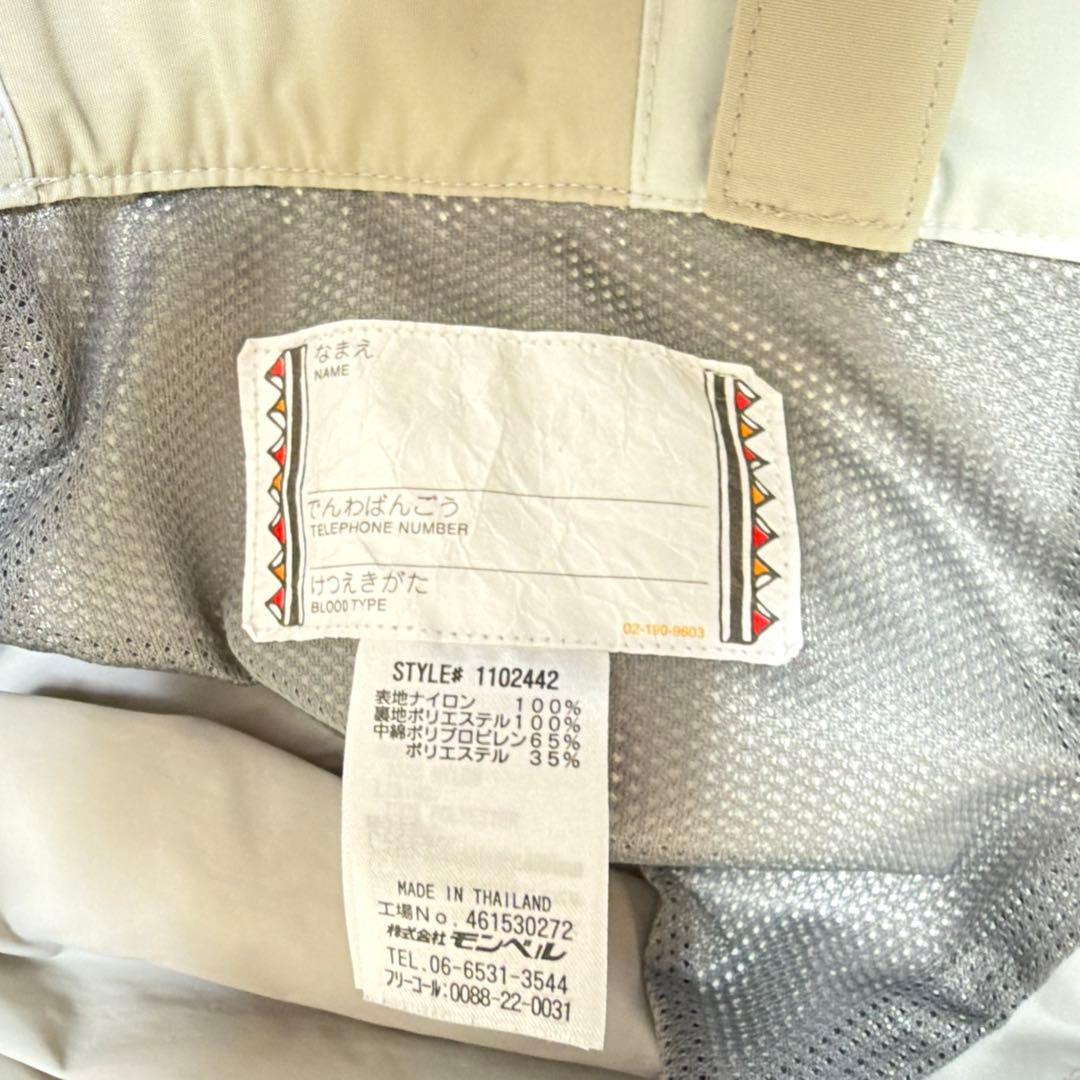 なまえ
NAME
でんわばんごう
TELEPHONE NUMBER
けつえきがた
BLOOD TYPE
02-190-9603
STYLE# 1102442
表地ナイロン 100%
裏地ポリエステル100%
中綿ポリプロピレン65%
ポリエステル 35%
MADE IN THAILAND
工場No. 461530272
株式会社モンベル
TEL.06-6531-3544
フリーコール:0088-22-0031